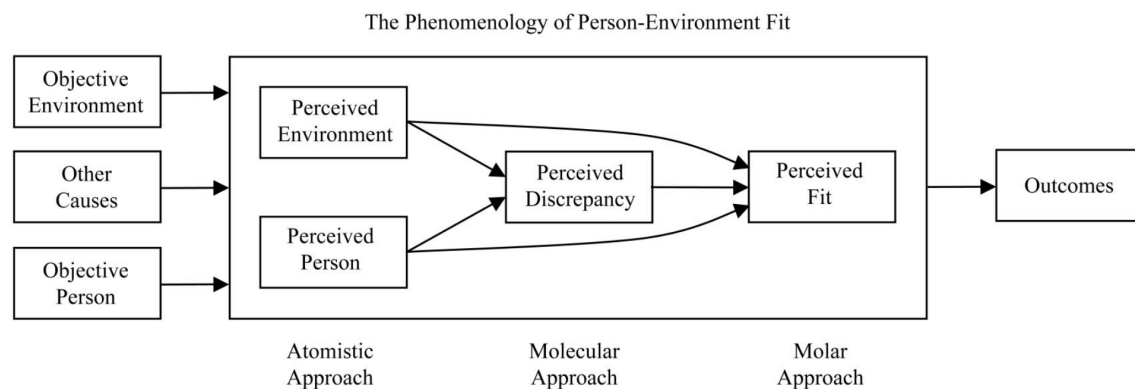 The Phenomenology of Person-Environment Fit
Objective
Environment
Other
Causes
Objective
Person
Perceived
Environment
Perceived
Person
Perceived
Discrepancy
Perceived
Fit
Outcomes
Atomistic
Approach
Molecular
Approach
Molar
Approach